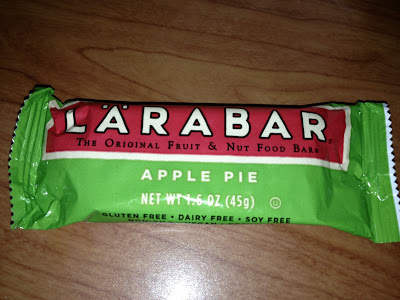 LÄRABAR
THE ORIGINAL FRUIT & NUT FOOD BAR®
APPLE PIE
NET WT 1.6 OZ (45g) U
GLUTEN FREE • DAIRY FREE • SOY FREE